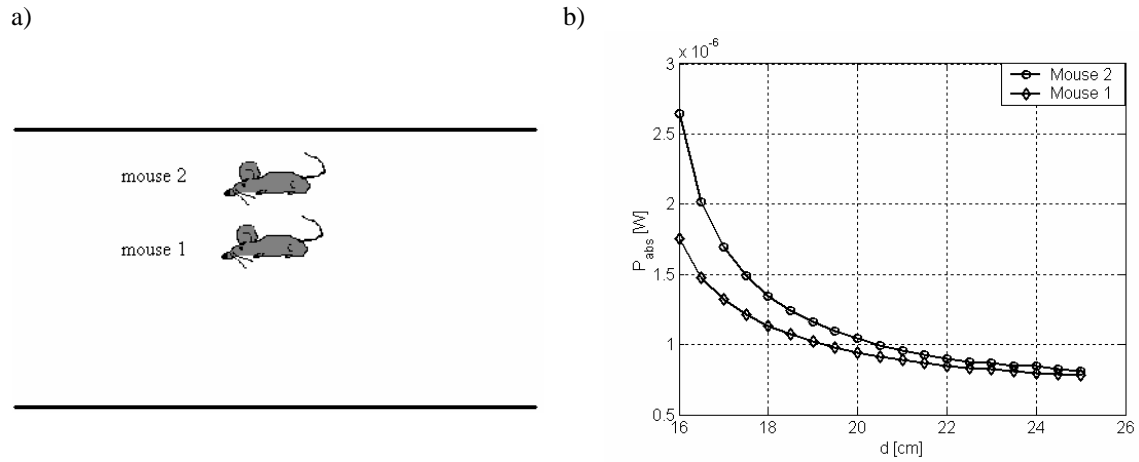 a)
mouse 2
mouse 1
b)
x 10^-6
3
2.5
2
1.5
1
0.5
P_abs [W]
Mouse 2
Mouse 1
16 18 20 22 24 26
d [cm]